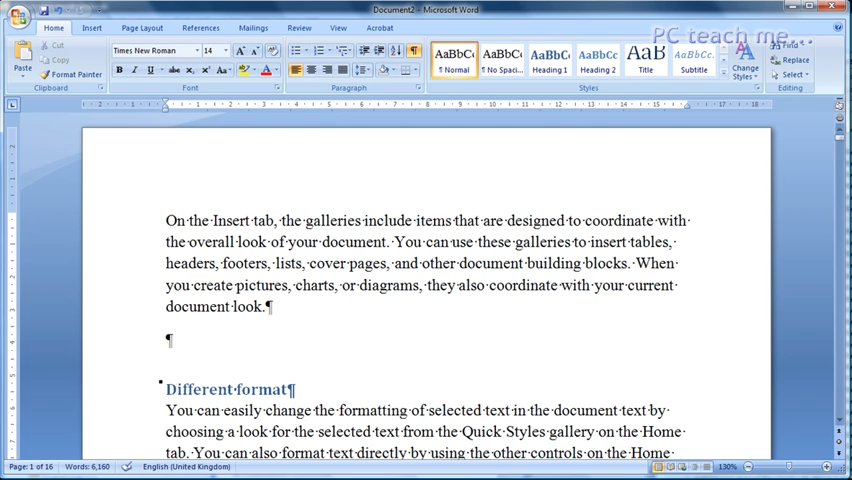 Document2 - Microsoft Word
PC teach me...
Home Insert Page Layout References Mailings Review View Acrobat
Paste
Cut
Copy
Format Painter
Clipboard
Times New Roman 14
Font
Paragraph
AaBbCc AaBbCc AaBbCc AaBbCc AaB AaBbCc
¶ Normal ¶ No Spaci... Heading 1 Heading 2 Title Subtitle
Change Styles
Styles
Find
Replace
Select
Editing
On the Insert tab, the galleries include items that are designed to coordinate with
the overall look of your document. You can use these galleries to insert tables,
headers, footers, lists, cover pages, and other document building blocks. When
you create pictures, charts, or diagrams, they also coordinate with your current
document look.¶
¶
Different format¶
You can easily change the formatting of selected text in the document text by
choosing a look for the selected text from the Quick Styles gallery on the Home
tab. You can also format text directly by using the other controls on the Home
Page: 1 of 16 Words: 6,160 English (United Kingdom) 130%